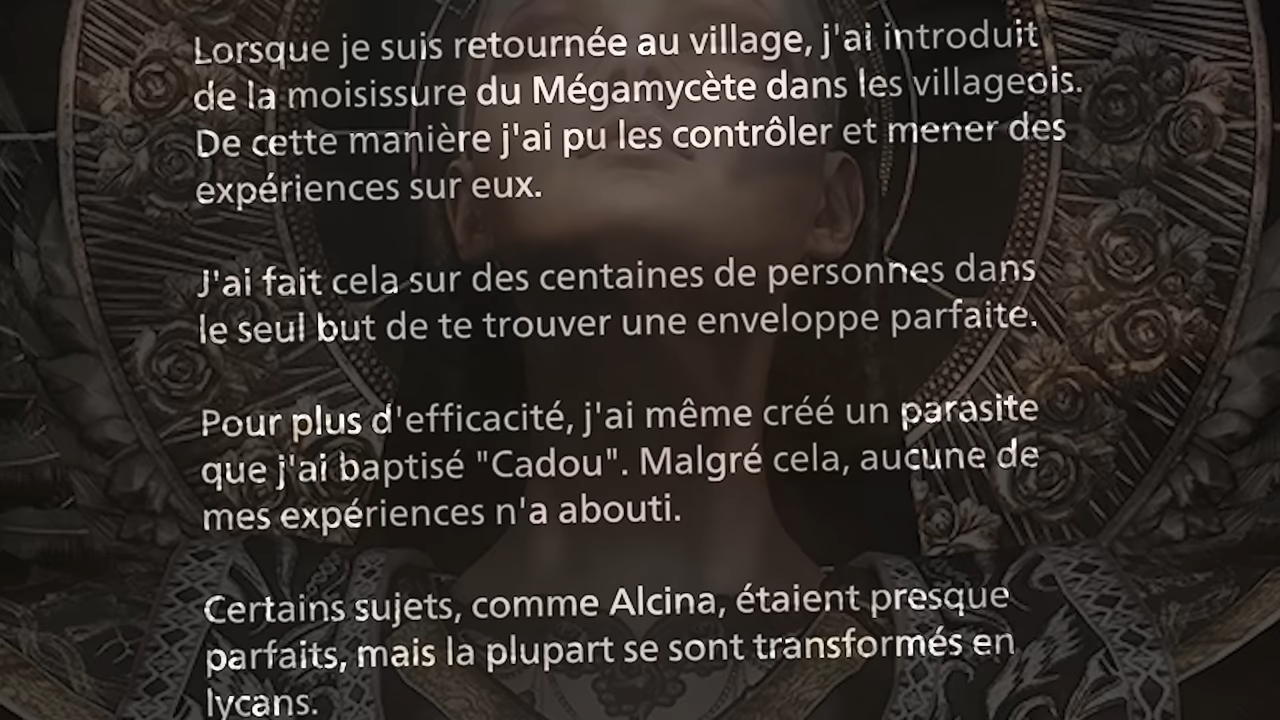 Lorsque je suis retournée au village, j'ai introduit
de la moisissure du Mégamycète dans les villageois.
De cette manière j'ai pu les contrôler et mener des
expériences sur eux.
J'ai fait cela sur des centaines de personnes dans
le seul but de te trouver une enveloppe parfaite.
Pour plus d'efficacité, j'ai même créé un parasite
que j'ai baptisé "Cadou". Malgré cela, aucune de
mes expériences n'a abouti.
Certains sujets, comme Alcina, étaient presque
parfaits, mais la plupart se sont transformés en
lycans.